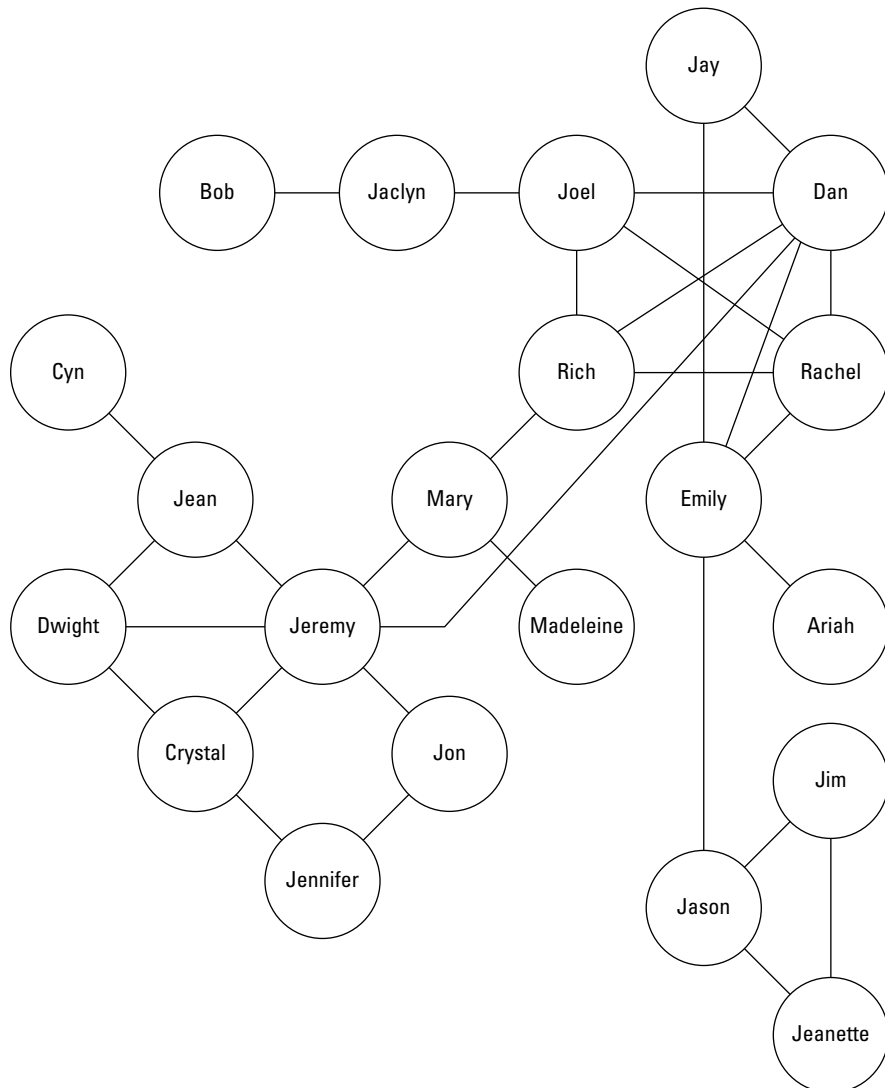 Jay
Bob
Jaclyn
Joel
Dan
Cyn
Rich
Rachel
Jean
Mary
Emily
Dwight
Jeremy
Madeleine
Ariah
Crystal
Jon
Jim
Jennifer
Jason
Jeanette